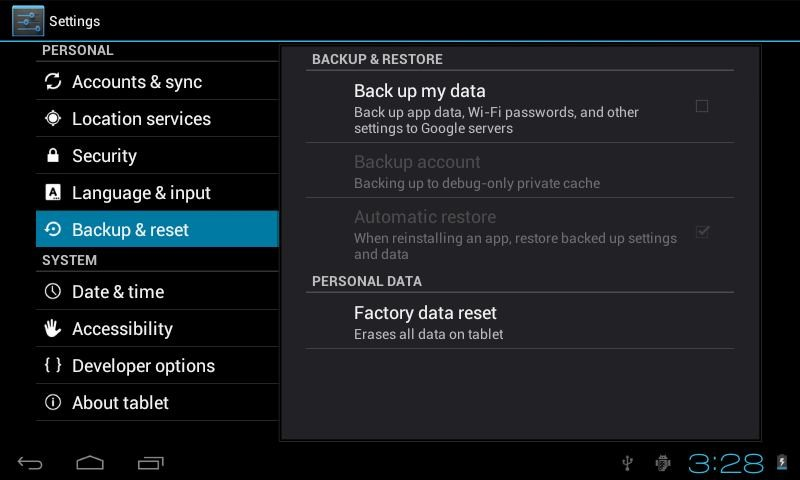 Settings
PERSONAL
Accounts & sync
Location services
Security
Language & input
Backup & reset
SYSTEM
Date & time
Accessibility
Developer options
About tablet
BACKUP & RESTORE
Back up my data
Back up app data, Wi-Fi passwords, and other
settings to Google servers
Backup account
Backing up to debug-only private cache
Automatic restore
When reinstalling an app, restore backed up settings
and data
PERSONAL DATA
Factory data reset
Erases all data on tablet
3:28